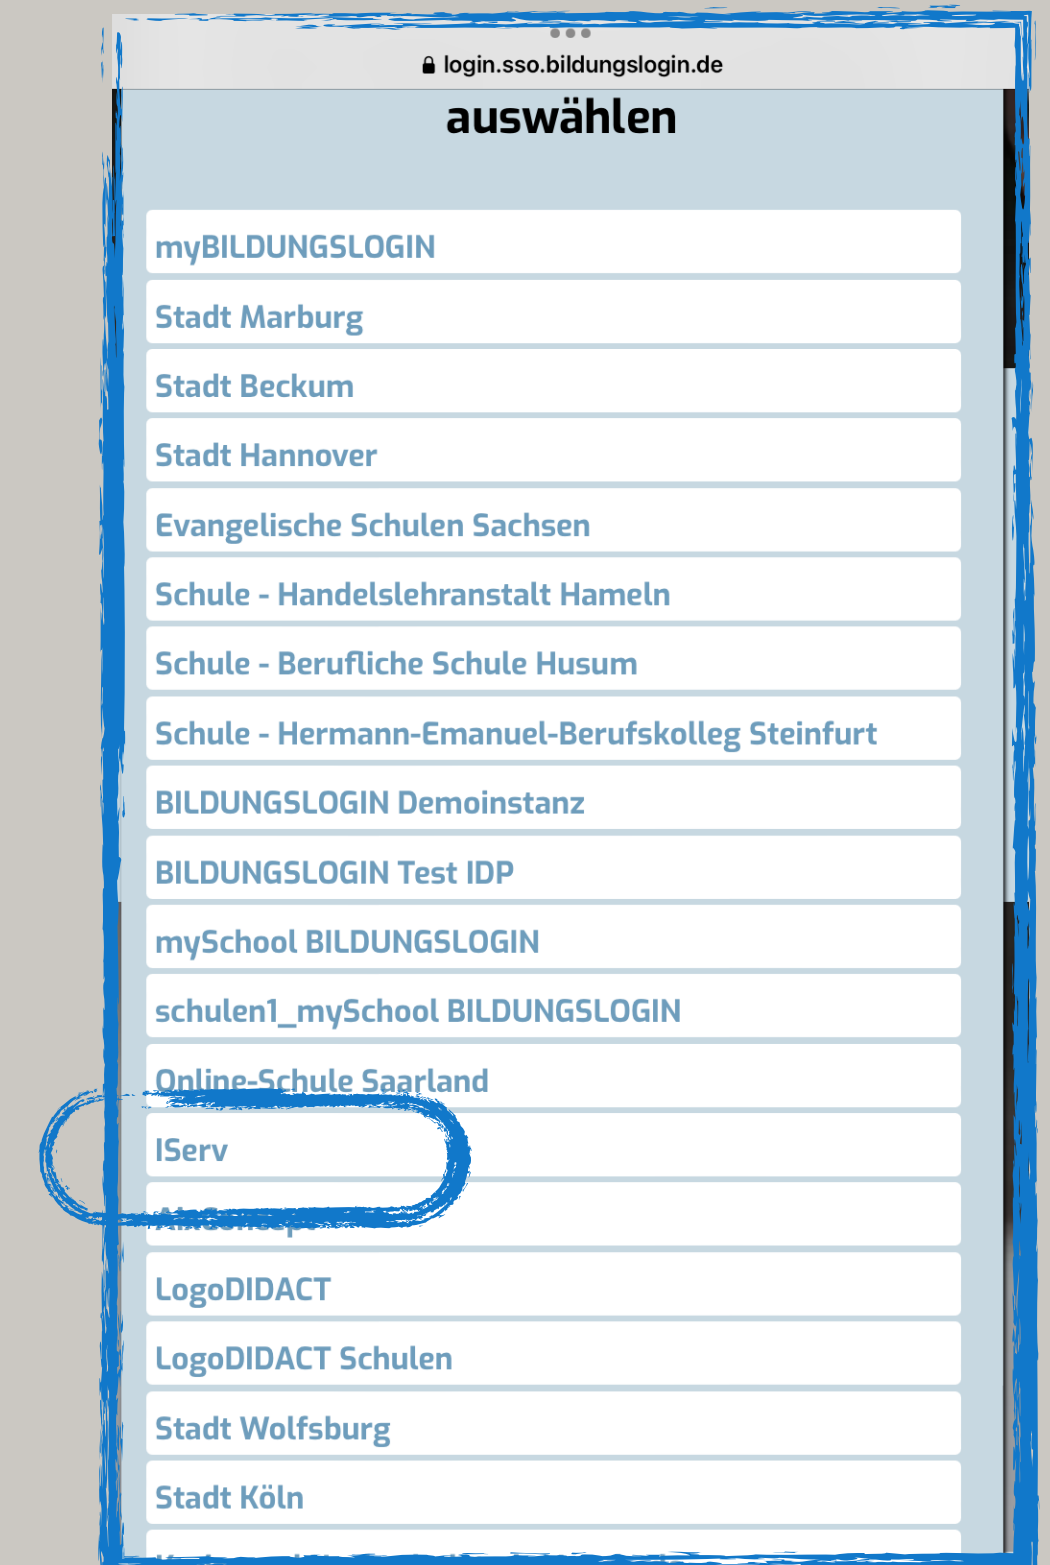 login.sso.bildungslogin.de
auswählen
myBILDUNGSLOGIN
Stadt Marburg
Stadt Beckum
Stadt Hannover
Evangelische Schulen Sachsen
Schule - Handelslehranstalt Hameln
Schule - Berufliche Schule Husum
Schule - Hermann-Emanuel-Berufskolleg Steinfurt
BILDUNGSLOGIN Demoinstanz
BILDUNGSLOGIN Test IDP
mySchool BILDUNGSLOGIN
schulen1_mySchool BILDUNGSLOGIN
Online-Schule Saarland
IServ
AixConcept
LogoDIDACT
LogoDIDACT Schulen
Stadt Wolfsburg
Stadt Köln